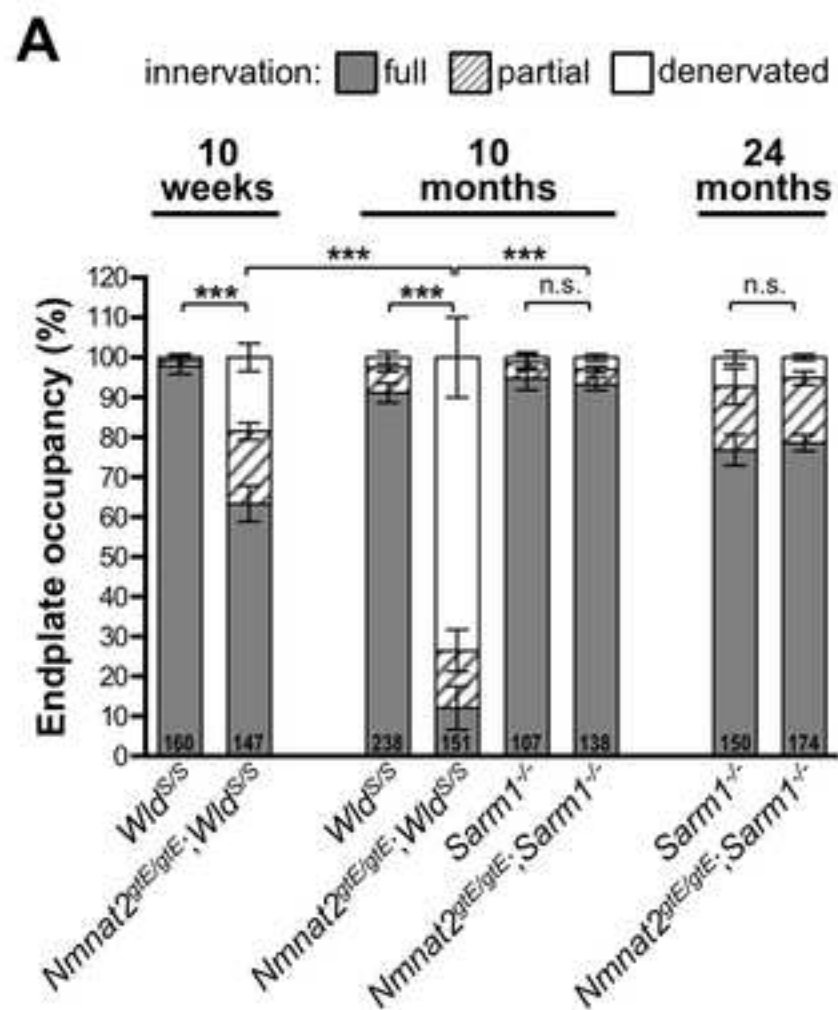 A
innervation: full partial denervated
10 weeks
10 months
24 months
*** ***
*** *** n.s. n.s.
Endplate occupancy (%)
120
110
100
90
80
70
60
50
40
30
20
10
0
160 147 238 151 107 138 150 174
Wld^S/S
Nmnat2^gtE/gtE;Wld^S/S
Wld^S/S
Nmnat2^gtE/gtE;Wld^S/S
Sarm1^-/-
Nmnat2^gtE/gtE;Sarm1^-/-
Sarm1^-/-
Nmnat2^gtE/gtE;Sarm1^-/-